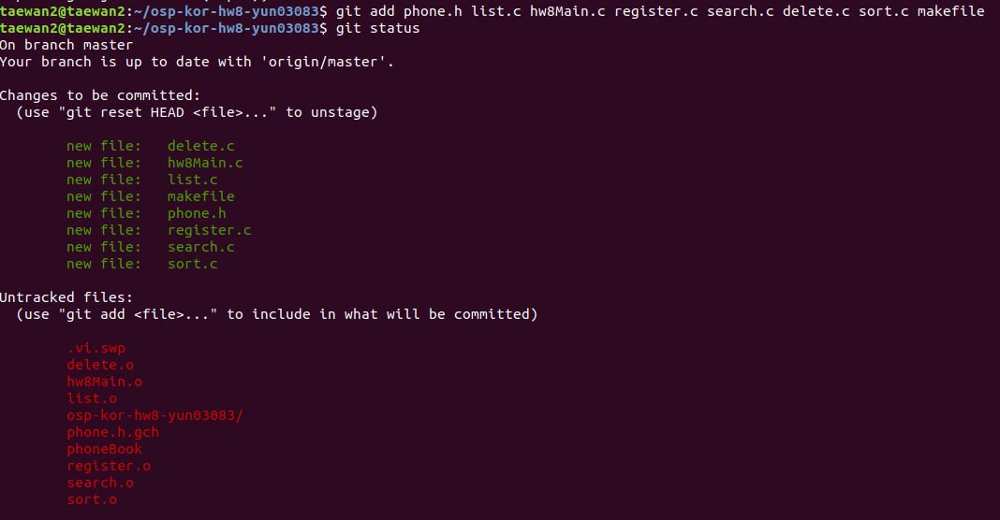 taewan2@taewan2:~/osp-kor-hw8-yun03083$ git add phone.h list.c hw8Main.c register.c search.c delete.c sort.c makefile
taewan2@taewan2:~/osp-kor-hw8-yun03083$ git status
On branch master
Your branch is up to date with 'origin/master'.
Changes to be committed:
  (use "git reset HEAD <file>..." to unstage)
        new file:   delete.c
        new file:   hw8Main.c
        new file:   list.c
        new file:   makefile
        new file:   phone.h
        new file:   register.c
        new file:   search.c
        new file:   sort.c
Untracked files:
  (use "git add <file>..." to include in what will be committed)
        .vi.swp
        delete.o
        hw8Main.o
        list.o
        osp-kor-hw8-yun03083/
        phone.h.gch
        phoneBook
        register.o
        search.o
        sort.o